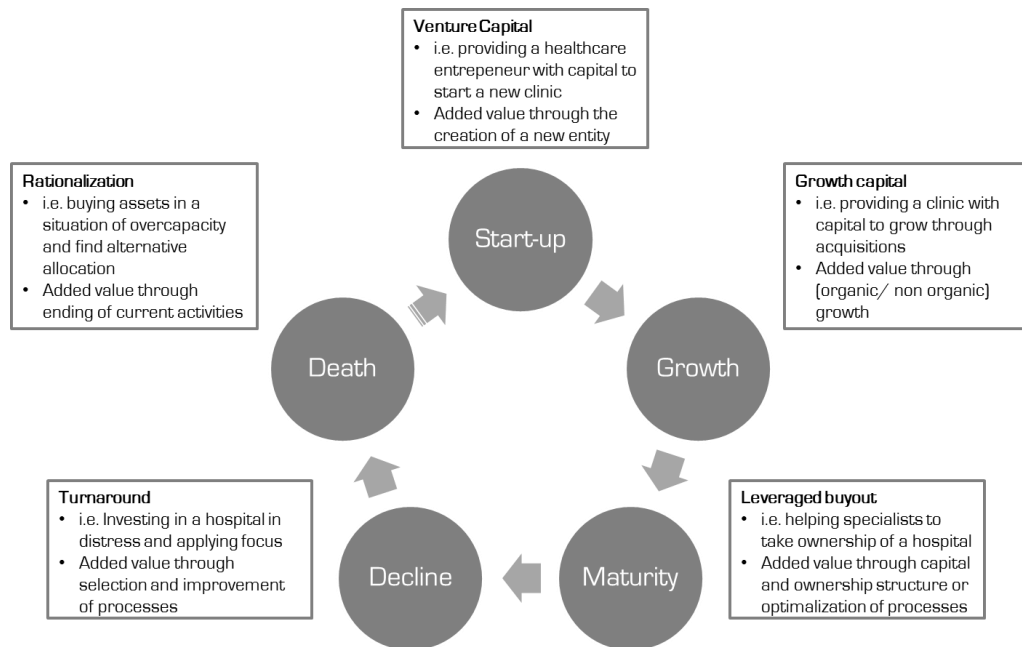 Venture Capital
• i.e. providing a healthcare
entrepeneur with capital to
start a new clinic
• Added value through the
creation of a new entity
Rationalization
• i.e. buying assets in a
situation of overcapacity
and find alternative
allocation
• Added value through
ending of current activities
Start-up
Growth capital
• i.e. providing a clinic with
capital to grow through
acquisitions
• Added value through
(organic/ non organic)
growth
Death
Growth
Turnaround
• i.e. Investing in a hospital in
distress and applying focus
• Added value through
selection and improvement
of processes
Decline
Maturity
Leveraged buyout
• i.e. helping specialists to
take ownership of a hospital
• Added value through capital
and ownership structure or
optimalization of processes